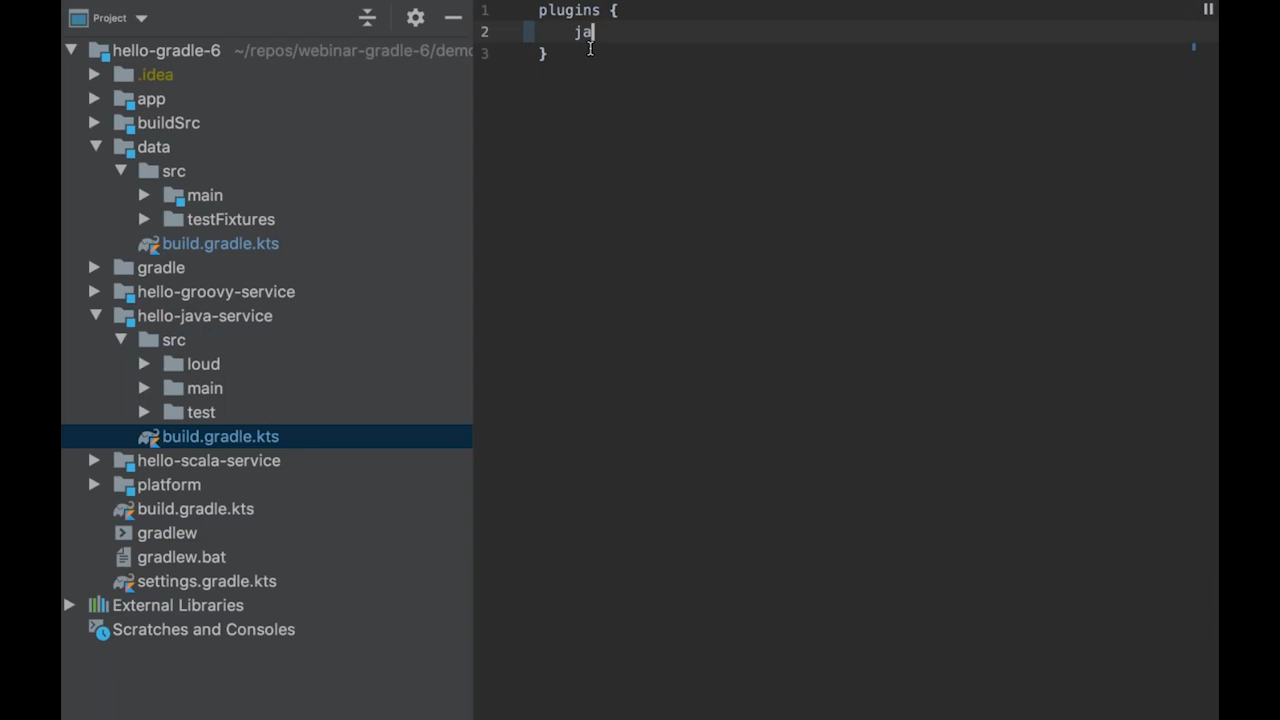 Project
hello-gradle-6 ~/repos/webinar-gradle-6/demo
.idea
app
buildSrc
data
src
main
testFixtures
build.gradle.kts
gradle
hello-groovy-service
hello-java-service
src
loud
main
test
build.gradle.kts
hello-scala-service
platform
build.gradle.kts
gradlew
gradlew.bat
settings.gradle.kts
External Libraries
Scratches and Consoles
1 plugins {
2 ja
3 }